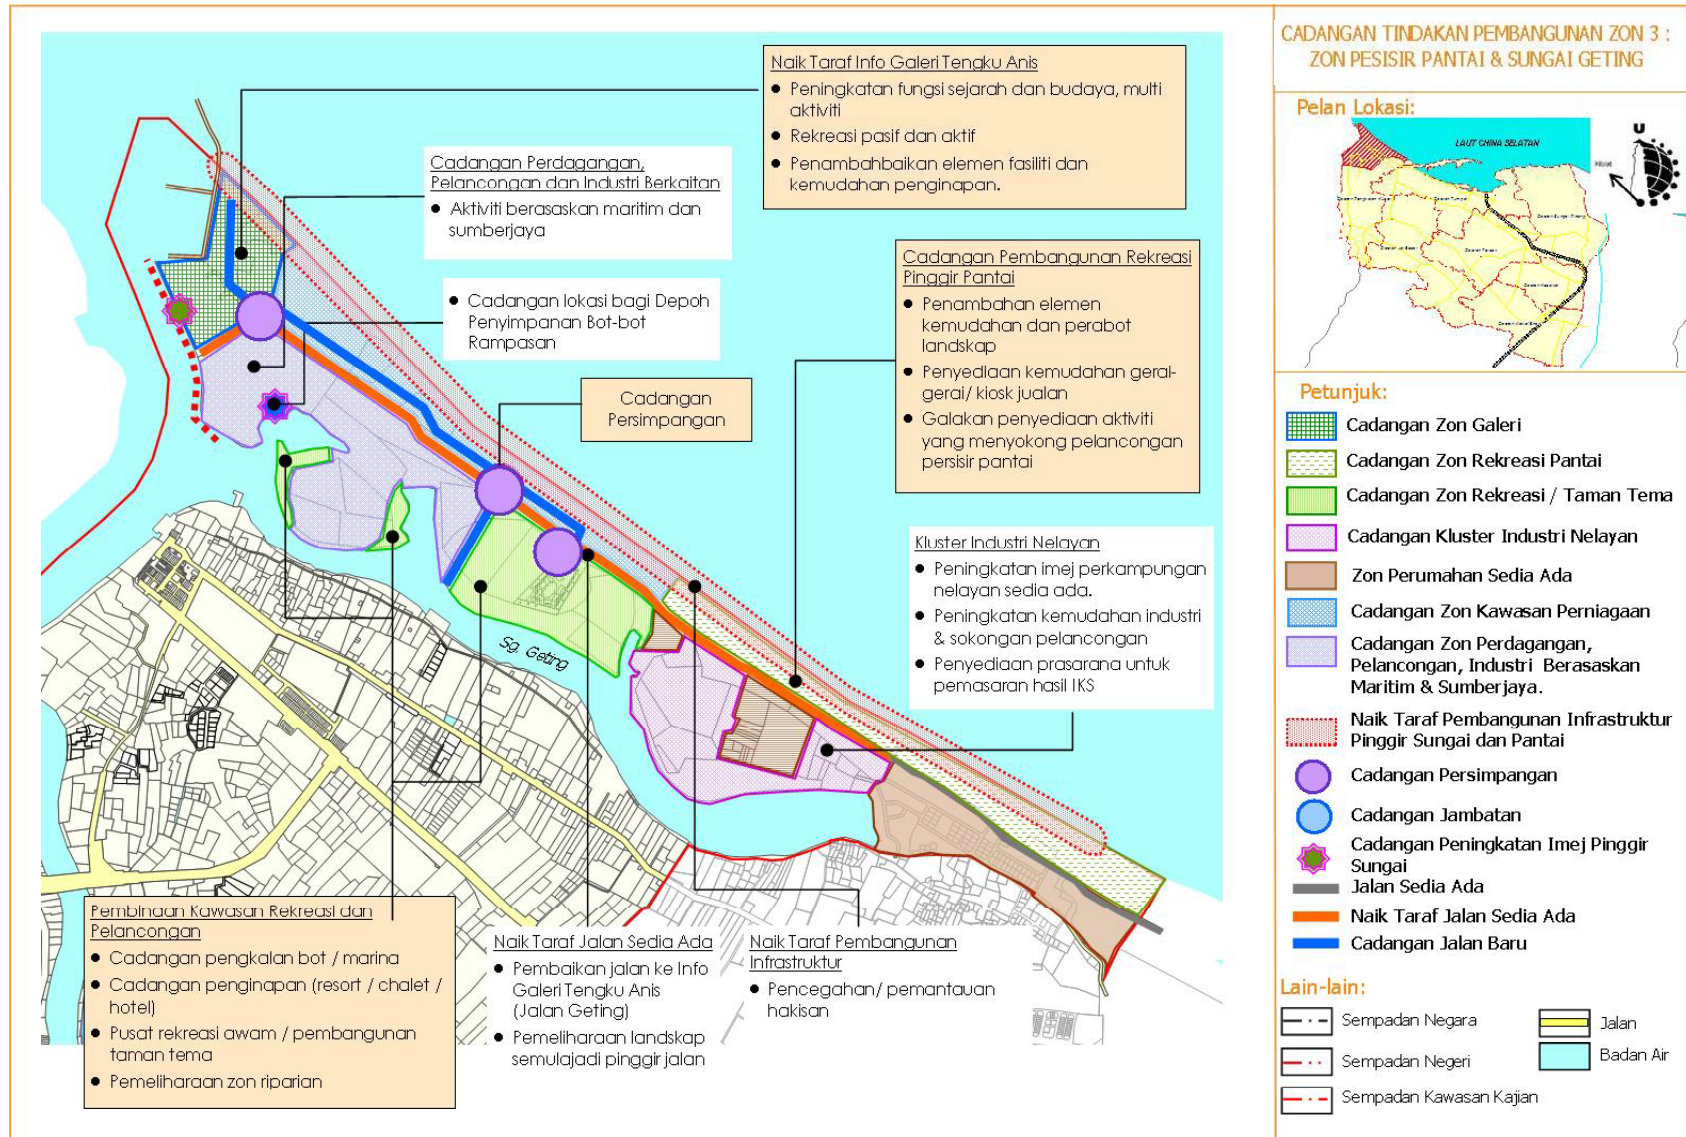 CADANGAN TINDAKAN PEMBANGUNAN ZON 3 :
ZON PESISIR PANTAI & SUNGAI GETING
Naik Taraf Info Galeri Tengku Anis
Peningkatan fungsi sejarah dan budaya, multi
aktiviti
Rekreasi pasif dan aktif
Penambahbaikan elemen fasiliti dan
kemudahan penginapan.
Cadangan Perdagangan,
Pelancongan dan Industri Berkaitan
Aktiviti berasaskan maritim dan
sumberjaya
Cadangan lokasi bagi Depoh
Penyimpanan Bot-bot
Rampasan
Cadangan
Persimpangan
Cadangan Pembangunan Rekreasi
Pinggir Pantai
Penambahan elemen
kemudahan dan perabot
landskap
Penyediaan kemudahan gerai-
gerai/ kiosk jualan
Galakan penyediaan aktiviti
yang menyokong pelancongan
persisir pantai
Kluster Industri Nelayan
Peningkatan imej perkampungan
nelayan sedia ada.
Peningkatan kemudahan industri
& sokongan pelancongan
Penyediaan prasarana untuk
pemasaran hasil IKS
Sg. Geting
Pembinaan Kawasan Rekreasi dan
Pelancongan
Cadangan pengkalan bot / marina
Cadangan penginapan (resort / chalet /
hotel)
Pusat rekreasi awam / pembangunan
taman tema
Pemeliharaan zon riparian
Naik Taraf Jalan Sedia Ada
Pembaikan jalan ke Info
Galeri Tengku Anis
(Jalan Geting)
Pemeliharaan landskap
semulajadi pinggir jalan
Naik Taraf Pembangunan
Infrastruktur
Pencegahan/ pemantauan
hakisan
Pelan Lokasi:
LAUT CHINA SELATAN
U
Petunjuk:
Cadangan Zon Galeri
Cadangan Zon Rekreasi Pantai
Cadangan Zon Rekreasi / Taman Tema
Cadangan Kluster Industri Nelayan
Zon Perumahan Sedia Ada
Cadangan Zon Kawasan Perniagaan
Cadangan Zon Perdagangan,
Pelancongan, Industri Berasaskan
Maritim & Sumberjaya.
Naik Taraf Pembangunan Infrastruktur
Pinggir Sungai dan Pantai
Cadangan Persimpangan
Cadangan Jambatan
Cadangan Peningkatan Imej Pinggir
Sungai
Jalan Sedia Ada
Naik Taraf Jalan Sedia Ada
Cadangan Jalan Baru
Lain-lain:
Sempadan Negara
Jalan
Sempadan Negeri
Badan Air
Sempadan Kawasan Kajian